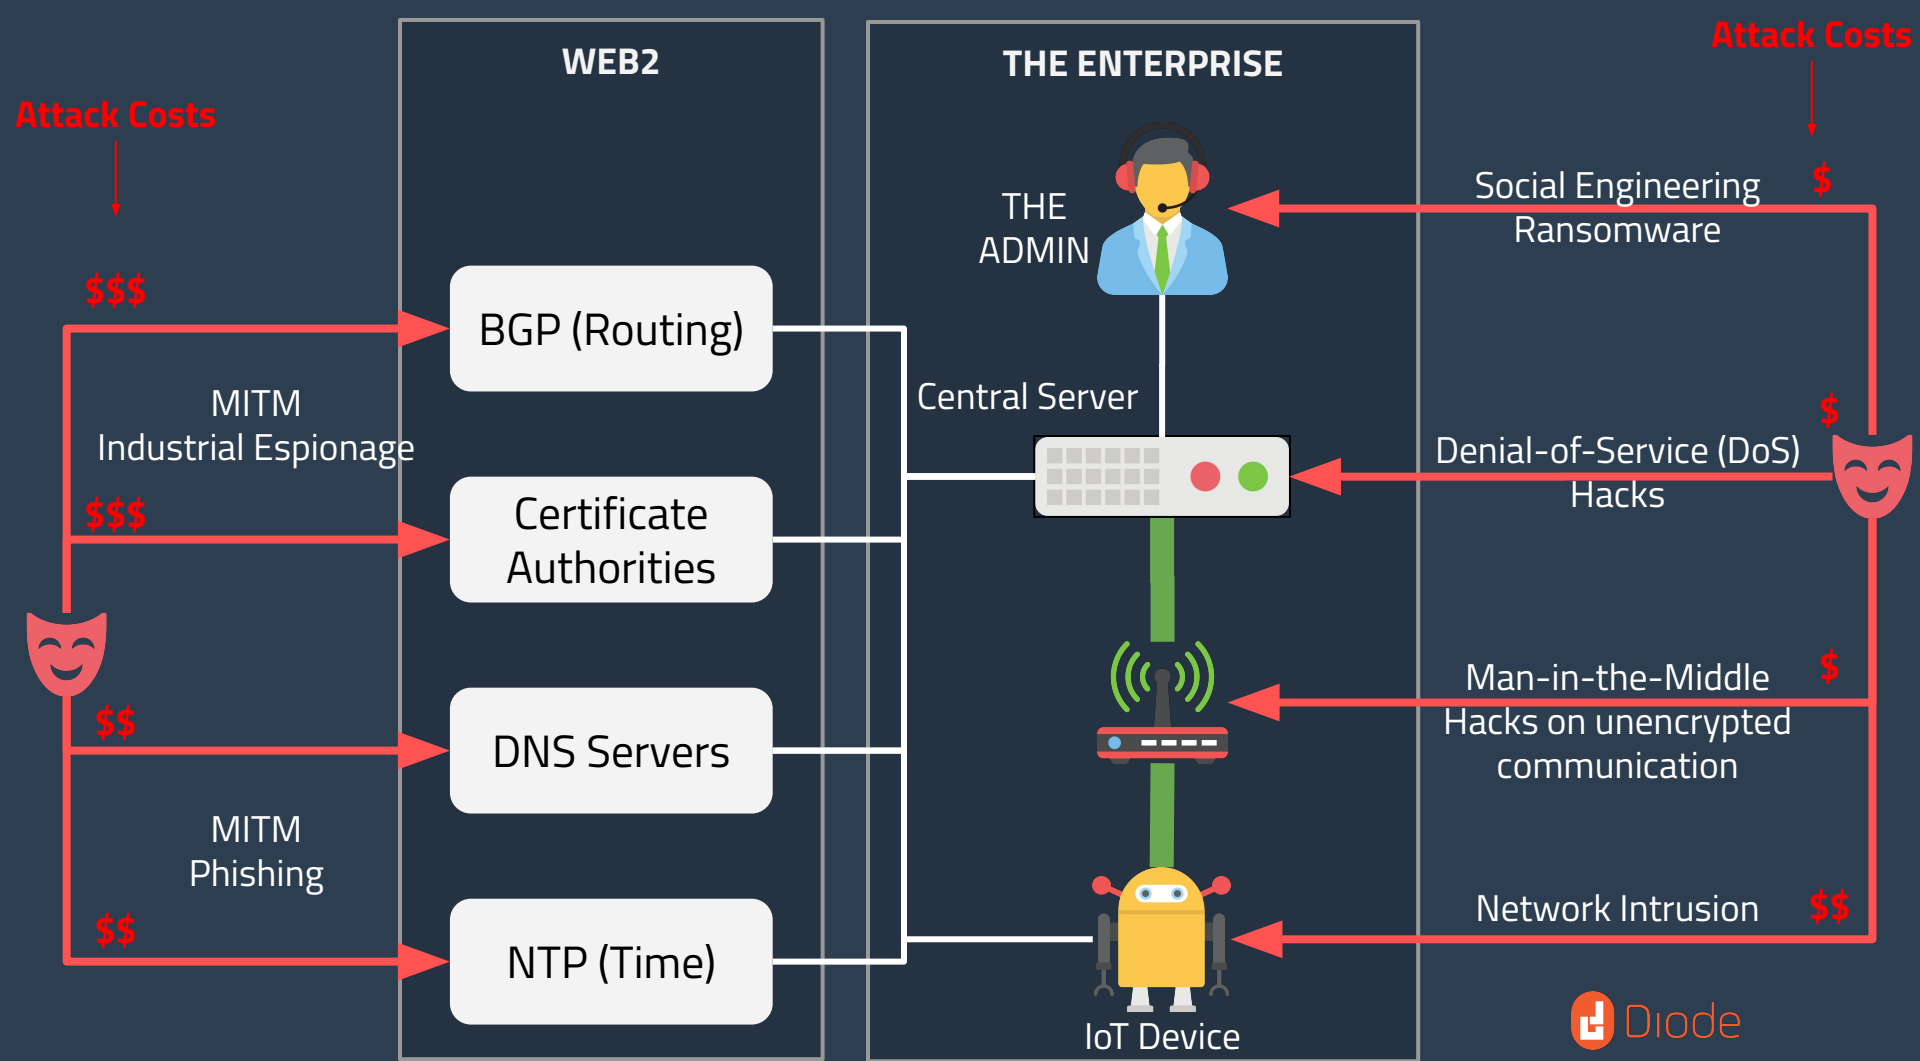 Attack Costs
WEB2
THE ENTERPRISE
Attack Costs
$$$
BGP (Routing)
MITM
Industrial Espionage
$$$
Certificate
Authorities
$$
DNS Servers
MITM
Phishing
$$
NTP (Time)
THE
ADMIN
Central Server
IoT Device
Social Engineering
Ransomware
$
Denial-of-Service (DoS)
Hacks
$
Man-in-the-Middle
Hacks on unencrypted
communication
$
Network Intrusion
$$
Diode